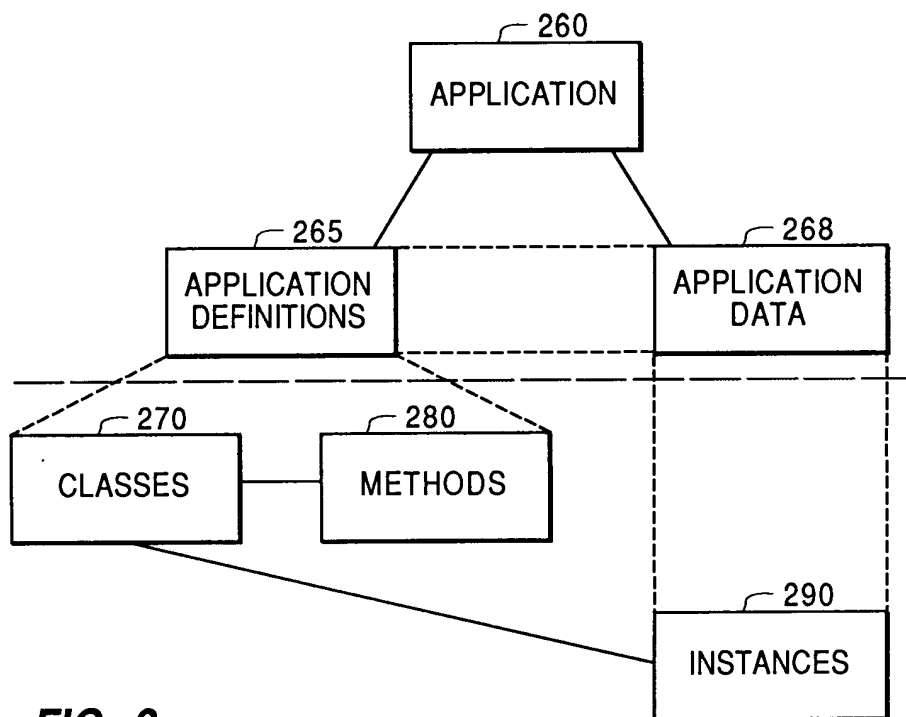 260
APPLICATION
265
APPLICATION
DEFINITIONS
268
APPLICATION
DATA
270
CLASSES
280
METHODS
290
INSTANCES